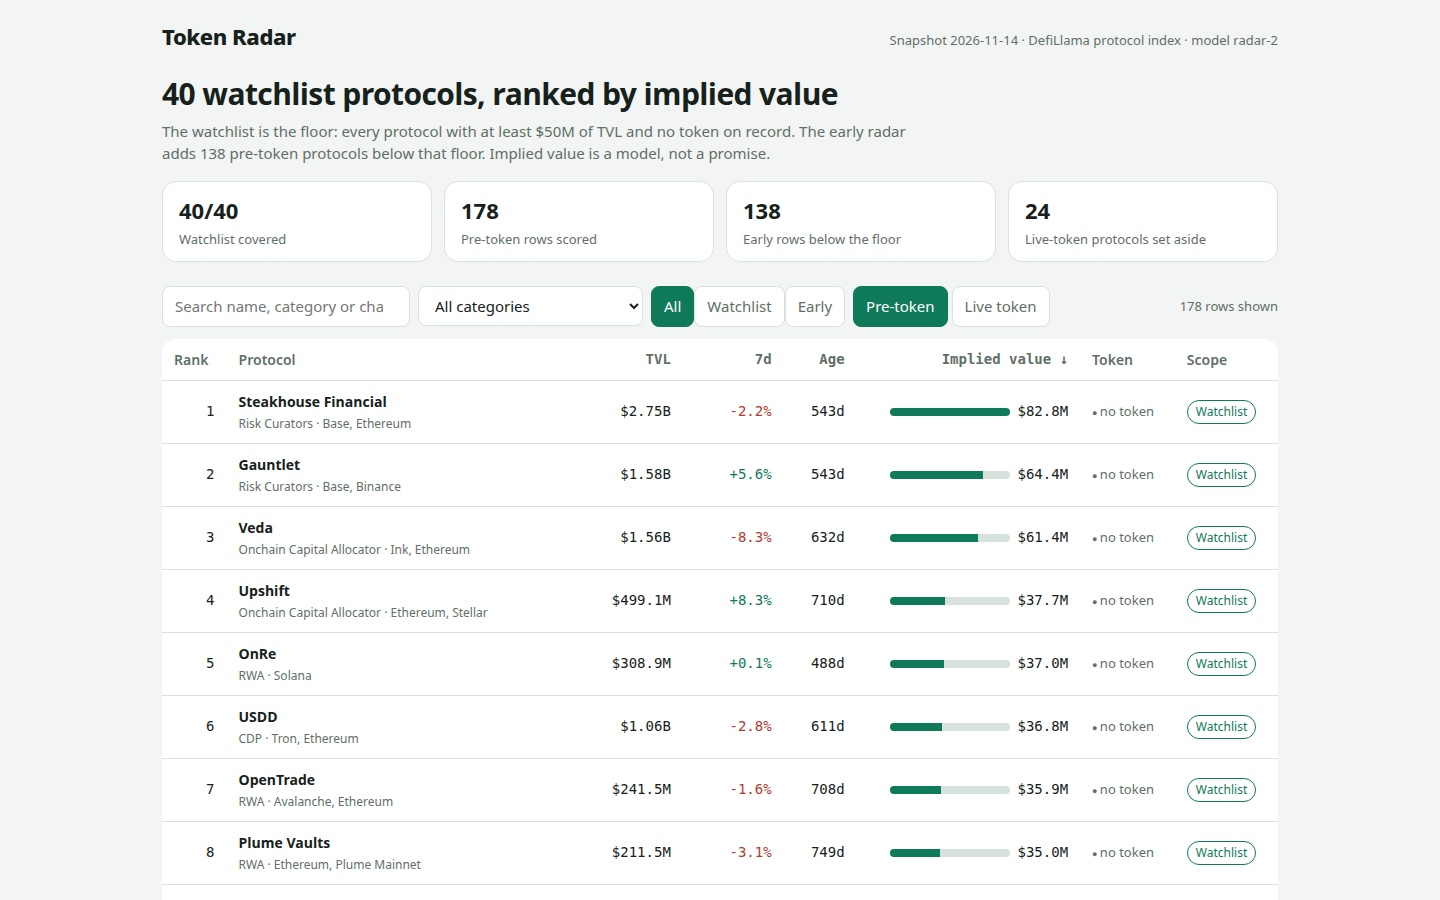 Token Radar
Snapshot 2026-11-14 · DefiLlama protocol index · model radar-2
40 watchlist protocols, ranked by implied value
The watchlist is the floor: every protocol with at least $50M of TVL and no token on record. The early radar
adds 138 pre-token protocols below that floor. Implied value is a model, not a promise.
40/40
Watchlist covered
178
Pre-token rows scored
138
Early rows below the floor
24
Live-token protocols set aside
Search name, category or cha
All categories
All
Watchlist
Early
Pre-token
Live token
178 rows shown
Rank Protocol TVL 7d Age Implied value ↓ Token Scope
1 Steakhouse Financial $2.75B -2.2% 543d $82.8M • no token Watchlist
Risk Curators · Base, Ethereum
2 Gauntlet $1.58B +5.6% 543d $64.4M • no token Watchlist
Risk Curators · Base, Binance
3 Veda $1.56B -8.3% 632d $61.4M • no token Watchlist
Onchain Capital Allocator · Ink, Ethereum
4 Upshift $499.1M +8.3% 710d $37.7M • no token Watchlist
Onchain Capital Allocator · Ethereum, Stellar
5 OnRe $308.9M +0.1% 488d $37.0M • no token Watchlist
RWA · Solana
6 USDD $1.06B -2.8% 611d $36.8M • no token Watchlist
CDP · Tron, Ethereum
7 OpenTrade $241.5M -1.6% 708d $35.9M • no token Watchlist
RWA · Avalanche, Ethereum
8 Plume Vaults $211.5M -3.1% 749d $35.0M • no token Watchlist
RWA · Ethereum, Plume Mainnet